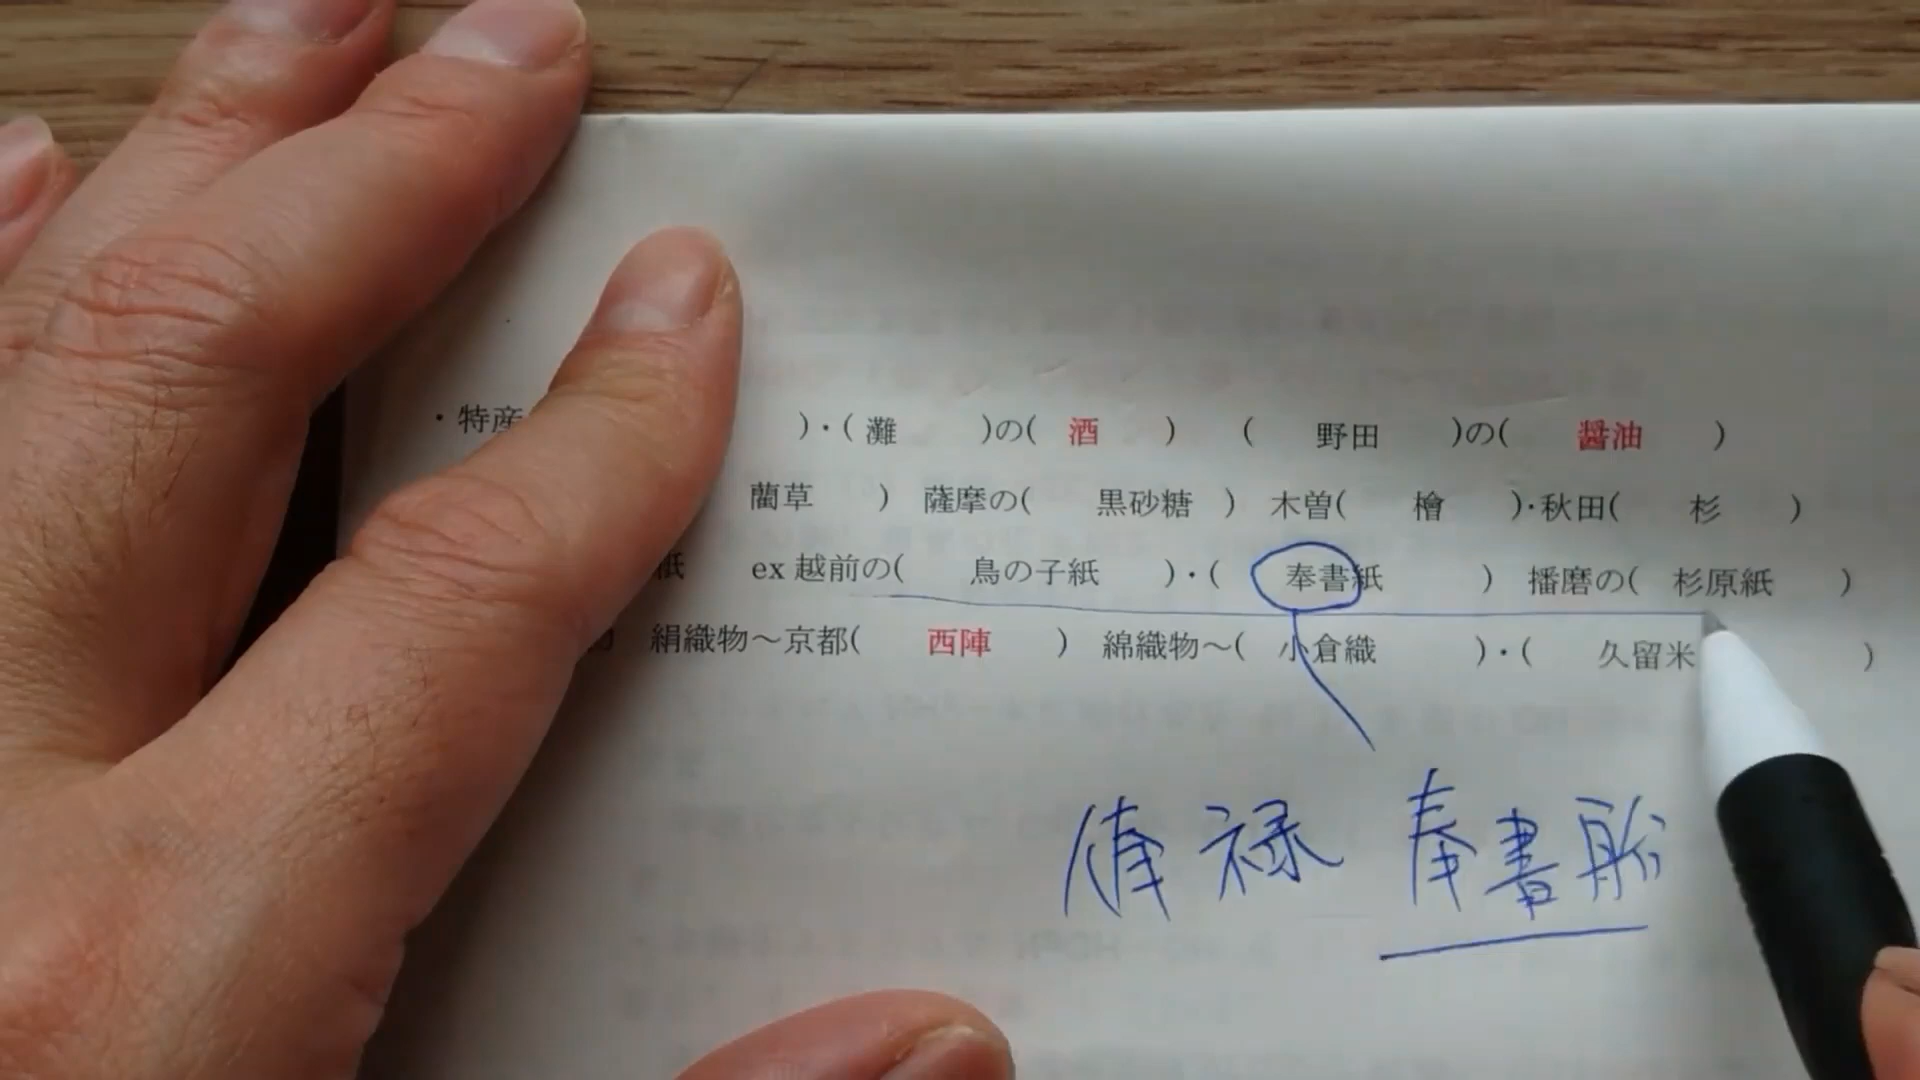 ・特産 )・( 灘 )の( 酒 ) ( 野田 )の( 醤油 )
藺草 ) 薩摩の( 黒砂糖 ) 木曽( 檜 )・秋田( 杉 )
紙 ex 越前の( 鳥の子紙 )・( 奉書紙 ) 播磨の( 杉原紙 )
) 絹織物～京都( 西陣 ) 綿織物～( 小倉織 )・( 久留米 )
俸禄 奉書船